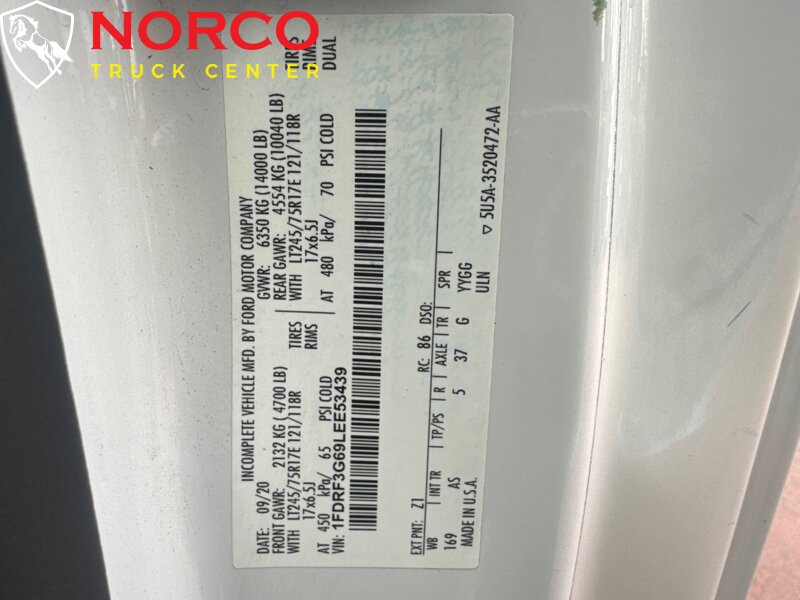 NORCO
TRUCK CENTER
INCOMPLETE VEHICLE MFD. BY FORD MOTOR COMPANY
DATE: 09/20 GVWR: 6350 KG (14000 LB)
FRONT GAWR: 2132 KG ( 4700 LB) REAR GAWR: 4554 KG (10040 LB)
WITH LT245/75R17E 121/118R TIRES WITH LT245/75R17E 121/118R TIRES
17x6.5J RIMS 17x6.5J RIMS
AT 450 kPa/ 65 PSI COLD AT 480 kPa/ 70 PSI COLD DUAL
VIN: 1FDRF3G69LEE53439
EXT PNT: Z1 RC: 86 DSO:
WB INT TR TP/PS R AXLE TR SPR
169 AS 5 37 G YYGG
MADE IN U.S.A. ULN
▽ 5U5A-3520472-AA